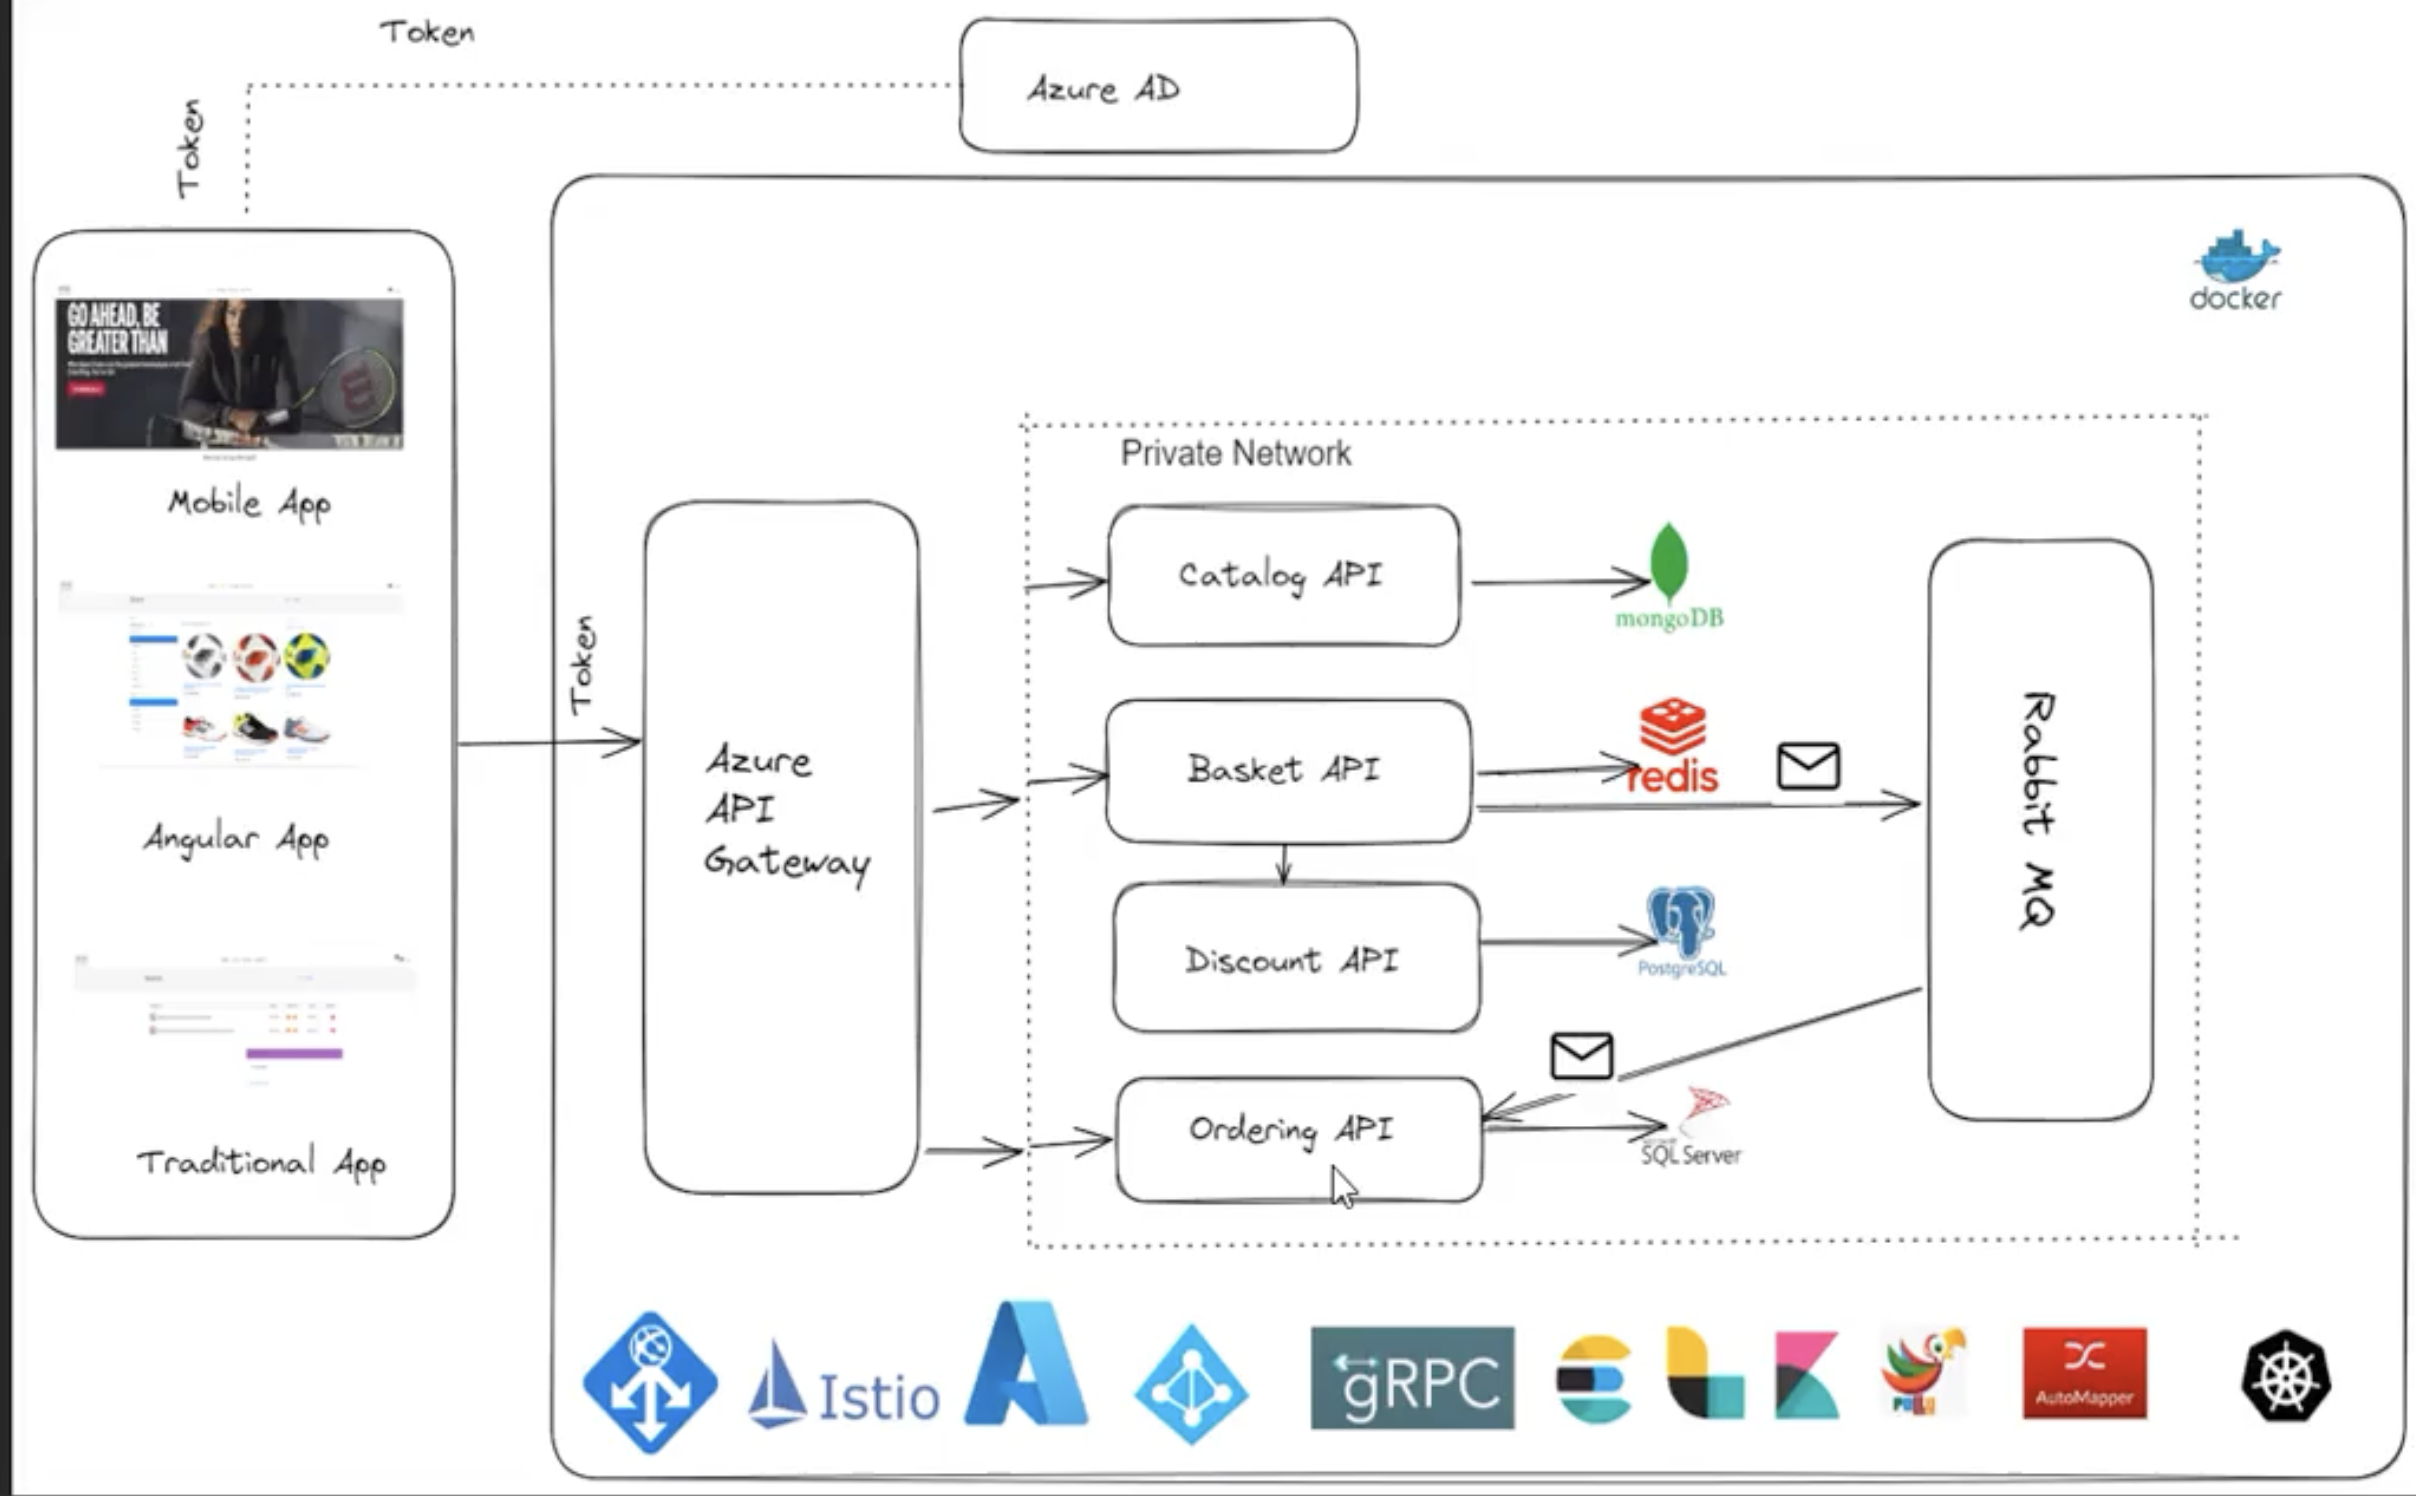 Token
Azure AD
Token
docker
GO AHEAD, BE
GREATER THAN
Mobile App
Angular App
Traditional App
Token
Azure
API
Gateway
Private Network
Catalog API
mongoDB
Basket API
redis
Discount API
PostgreSQL
Ordering API
SQL Server
Rabbit MQ
Istio
gRPC
AutoMapper